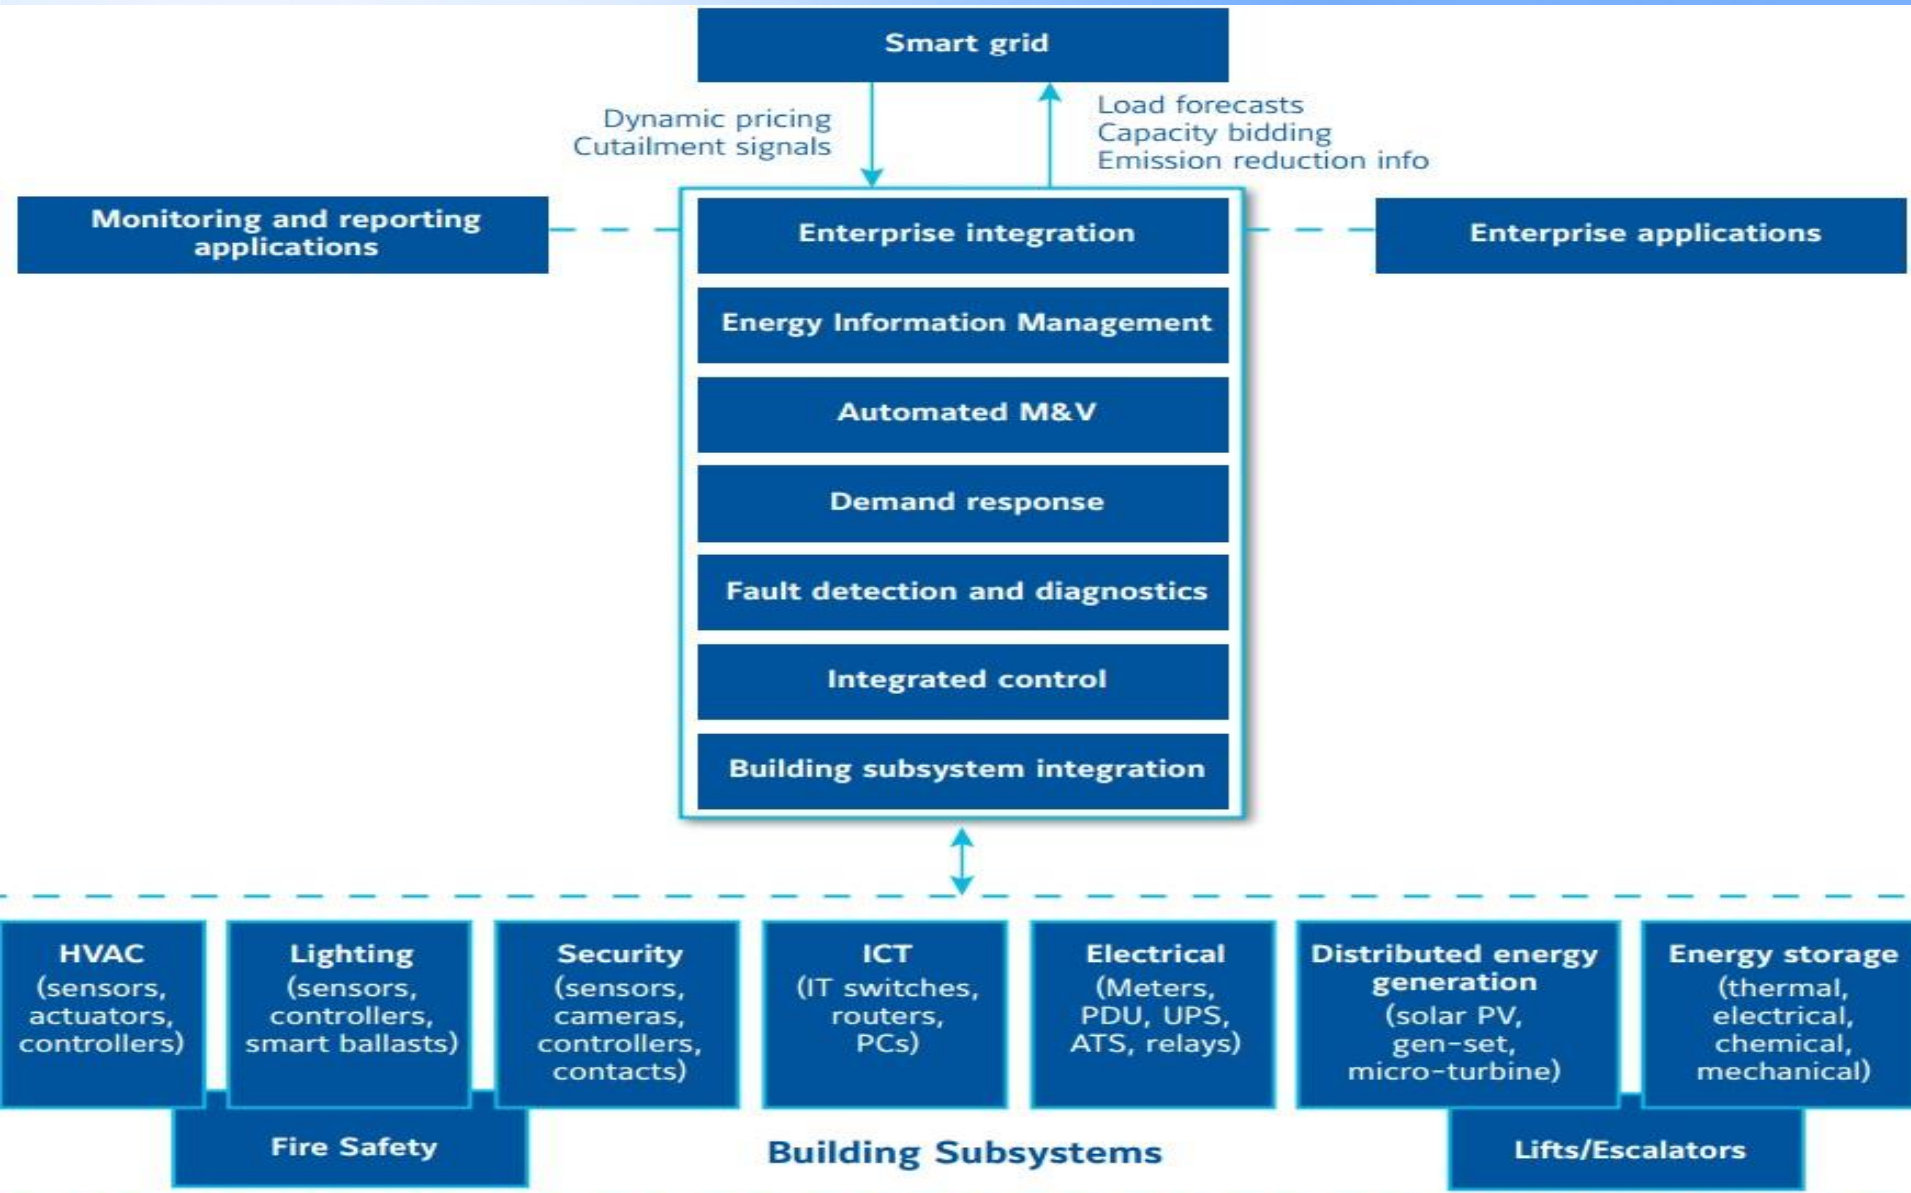 Smart grid
Dynamic pricing
Cutailment signals
Load forecasts
Capacity bidding
Emission reduction info
Monitoring and reporting
applications
Enterprise integration
Enterprise applications
Energy Information Management
Automated M&V
Demand response
Fault detection and diagnostics
Integrated control
Building subsystem integration
HVAC
(sensors,
actuators,
controllers)
Lighting
(sensors,
controllers,
smart ballasts)
Security
(sensors,
cameras,
controllers,
contacts)
ICT
(IT switches,
routers,
PCs)
Electrical
(Meters,
PDU, UPS,
ATS, relays)
Distributed energy
generation
(solar PV,
gen-set,
micro-turbine)
Energy storage
(thermal,
electrical,
chemical,
mechanical)
Fire Safety
Building Subsystems
Lifts/Escalators